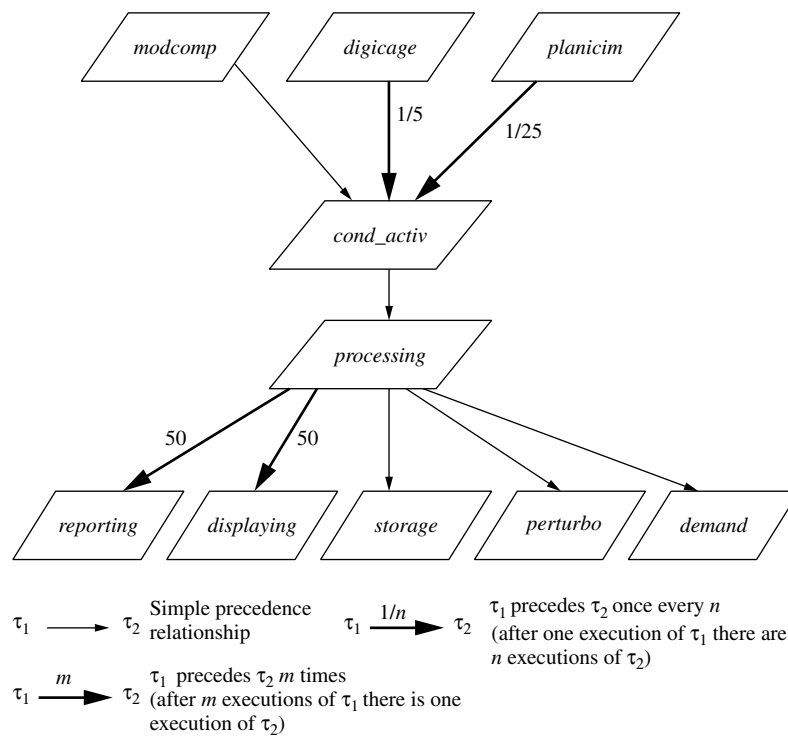 modcomp
digicage
planicim
1/5
1/25
cond_activ
processing
50
50
reporting
displaying
storage
perturbo
demand
τ1 τ2 Simple precedence
relationship
τ1 1/n τ2 τ1 precedes τ2 once every n
(after one execution of τ1 there are
n executions of τ2)
τ1 m τ2 τ1 precedes τ2 m times
(after m executions of τ1 there is one
execution of τ2)